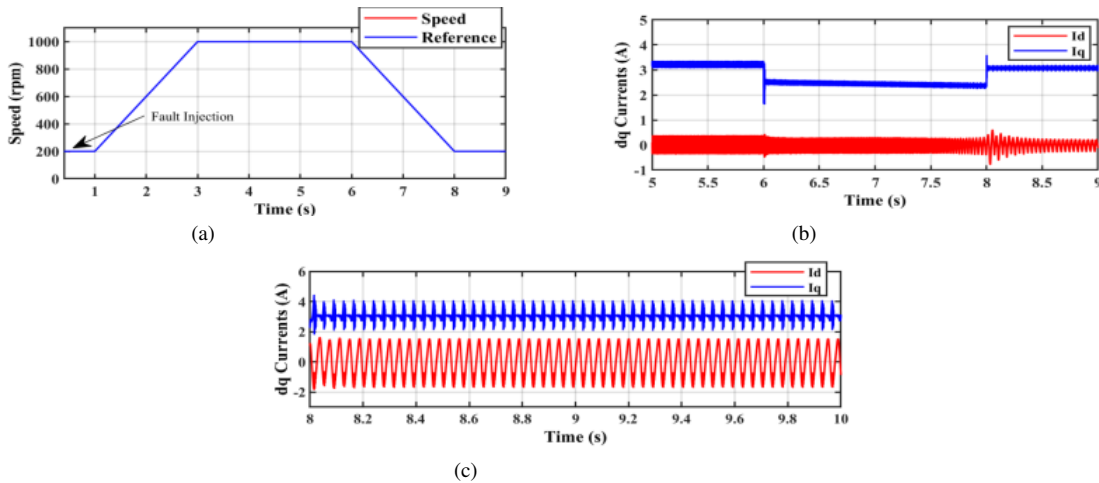 Speed
Reference
1000
800
600
400
200
0
Speed (rpm)
Fault Injection
1 2 3 4 5 6 7 8 9
Time (s)
(a)
Id
Iq
5
4
3
2
1
0
-1
dq Currents (A)
5 5.5 6 6.5 7 7.5 8 8.5 9
Time (s)
(b)
Id
Iq
6
4
2
0
-2
dq Currents (A)
8 8.2 8.4 8.6 8.8 9 9.2 9.4 9.6 9.8 10
Time (s)
(c)